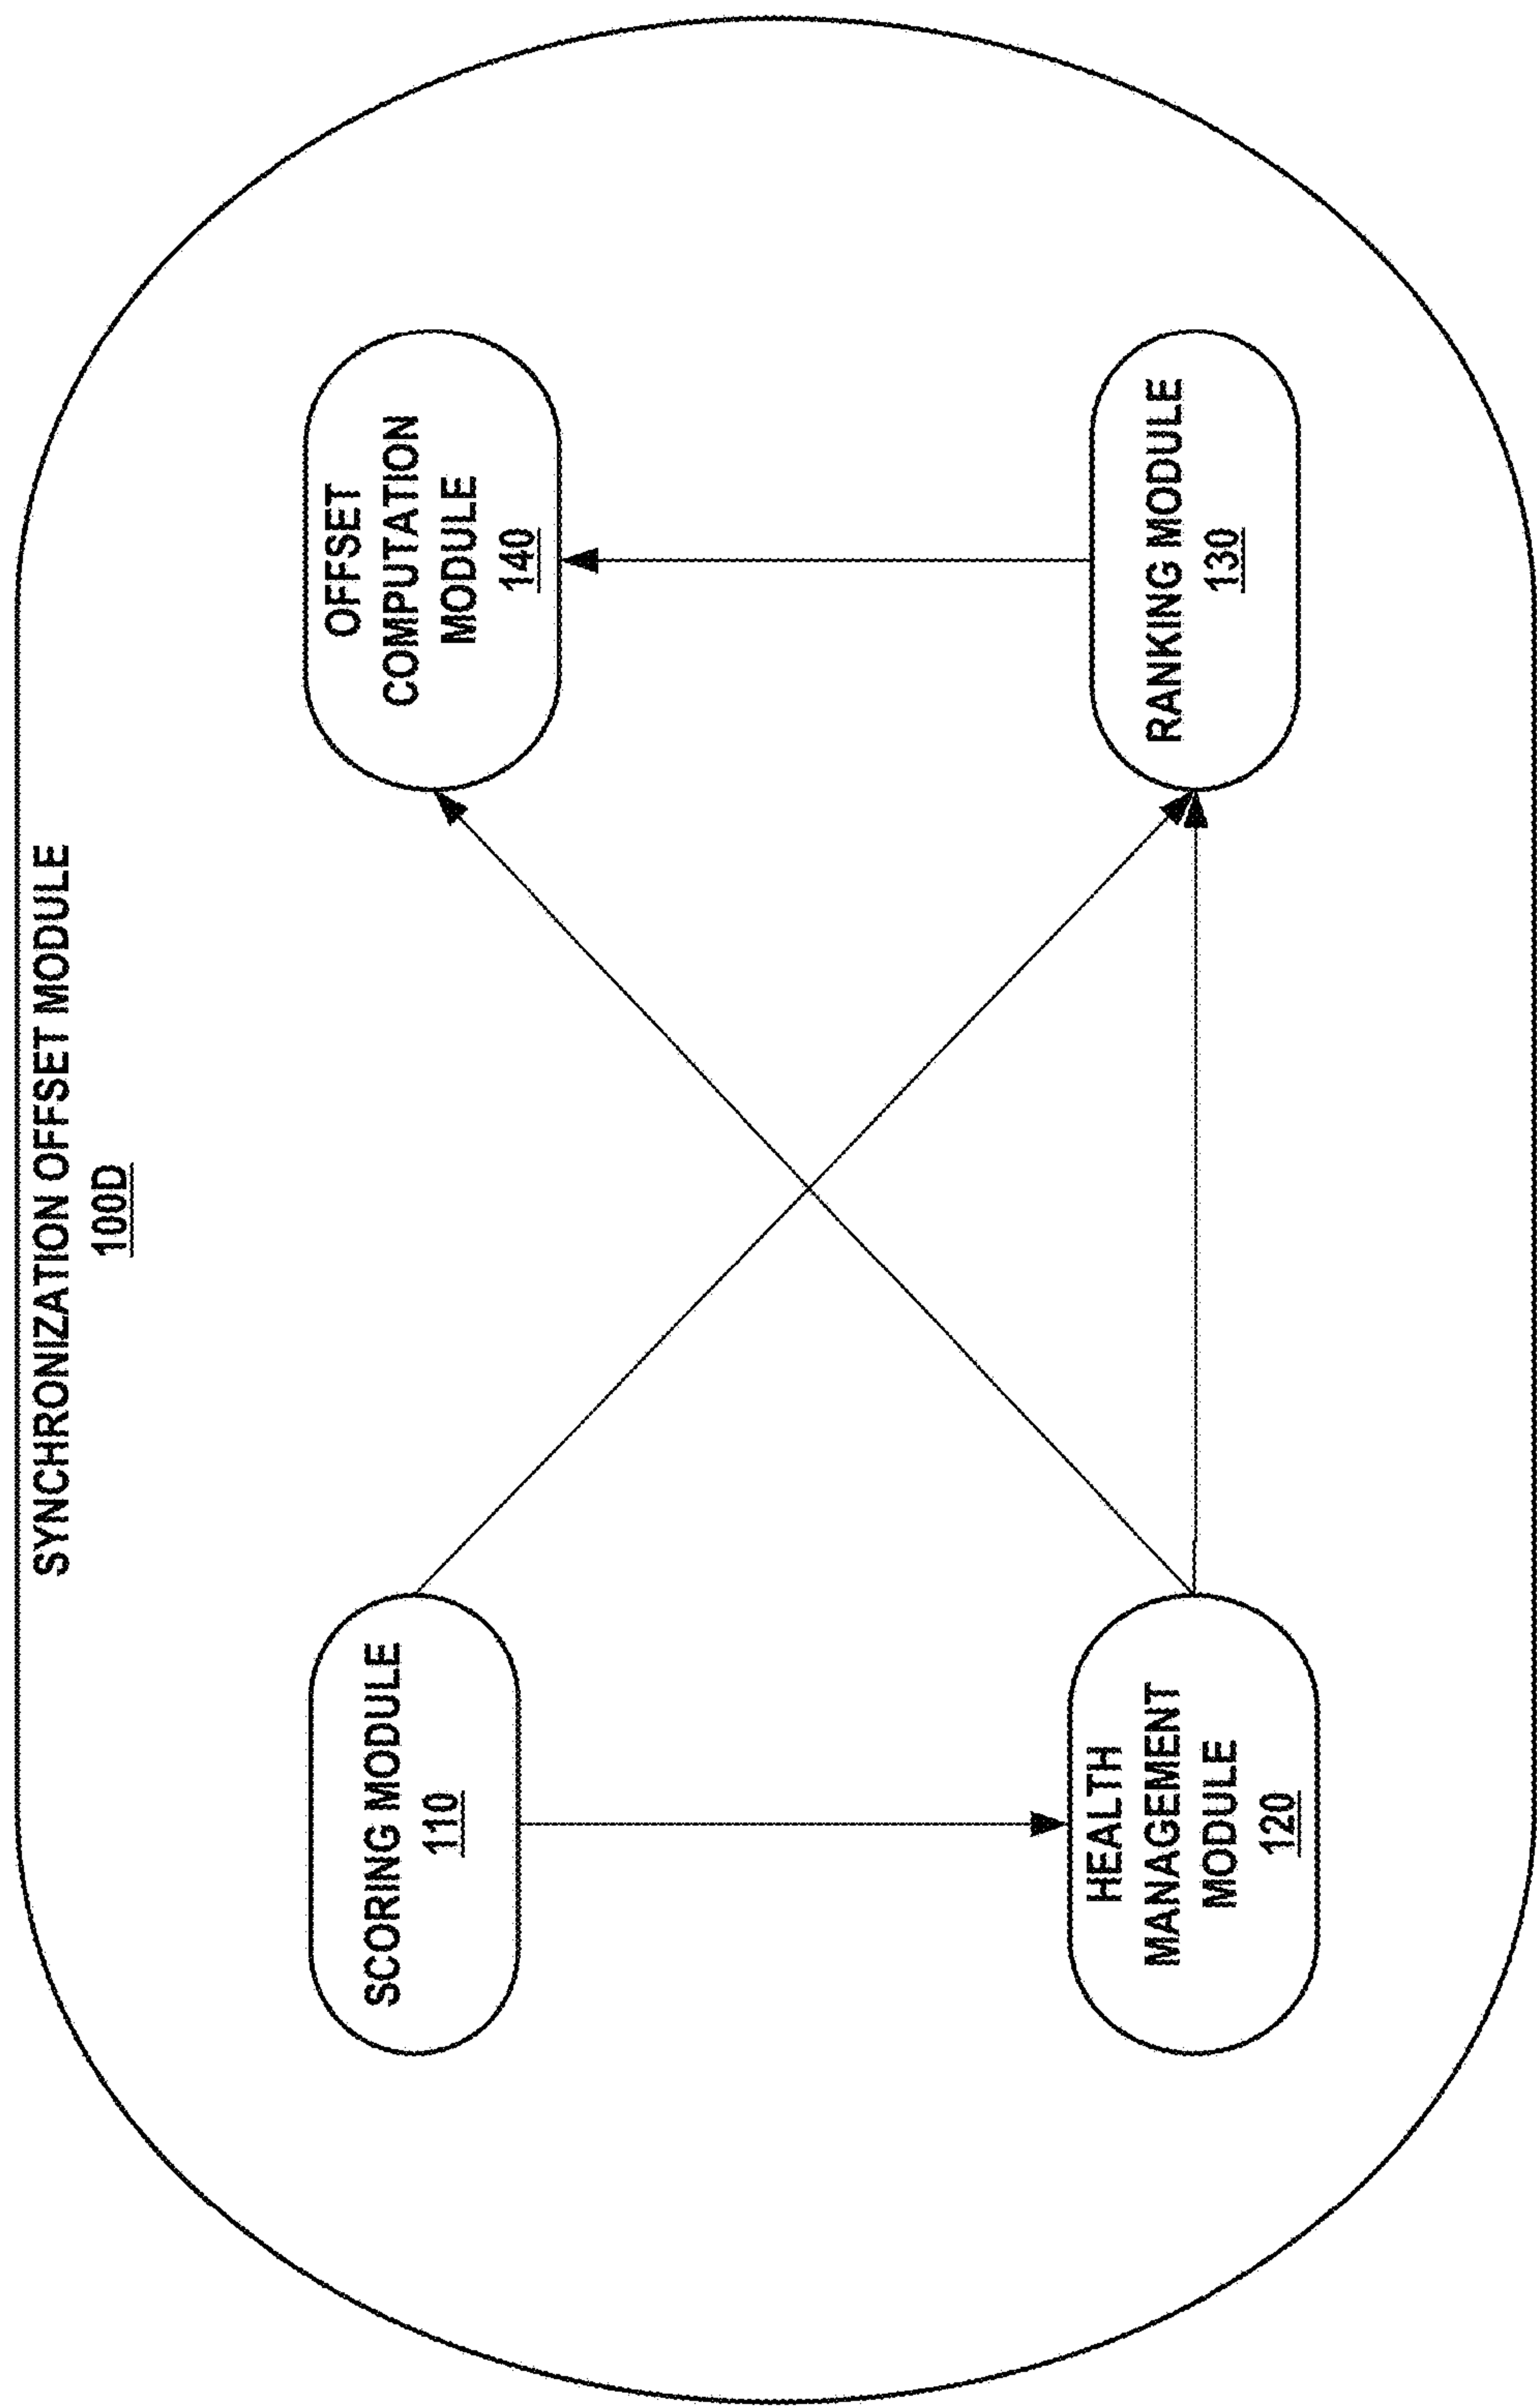 SYNCHRONIZATION OFFSET MODULE
100D
SCORING MODULE
110
OFFSET
COMPUTATION
MODULE
140
HEALTH
MANAGEMENT
MODULE
120
RANKING MODULE
130